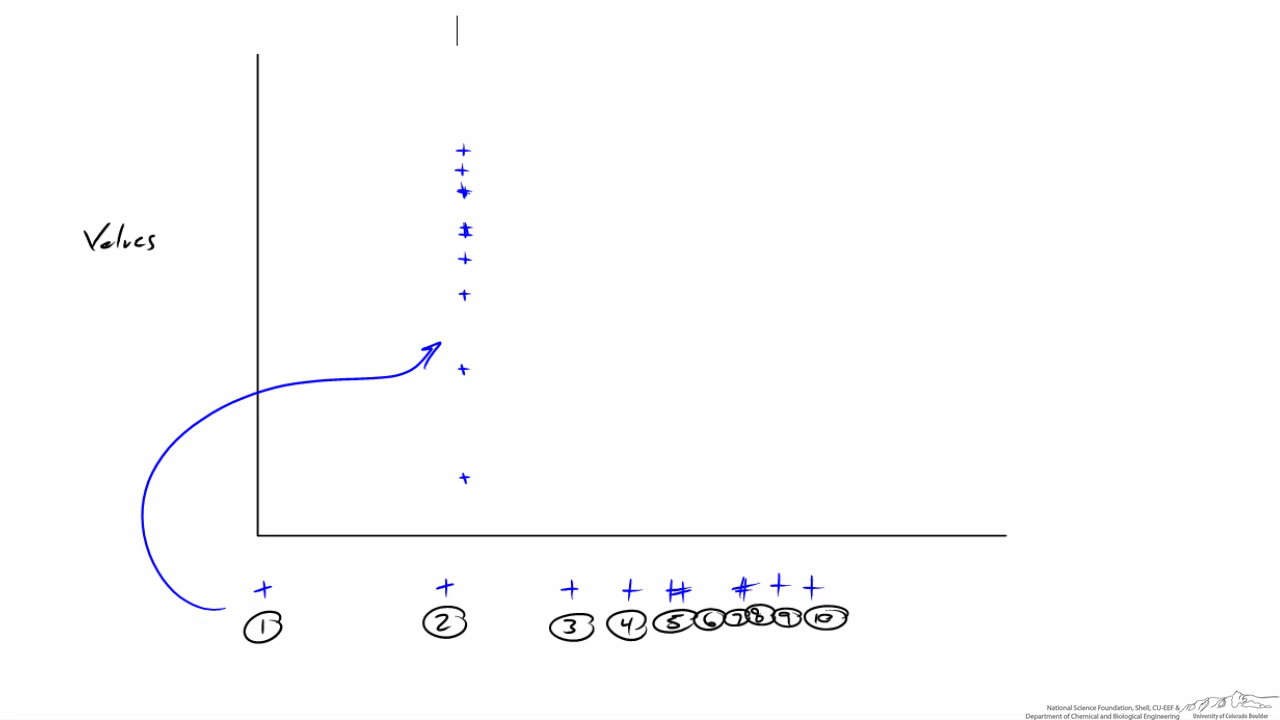 Values
1 2 3 4 5 6 7 8 9 10
National Science Foundation, Shell, CU-EEF &
Department of Chemical and Biological Engineering
University of Colorado Boulder